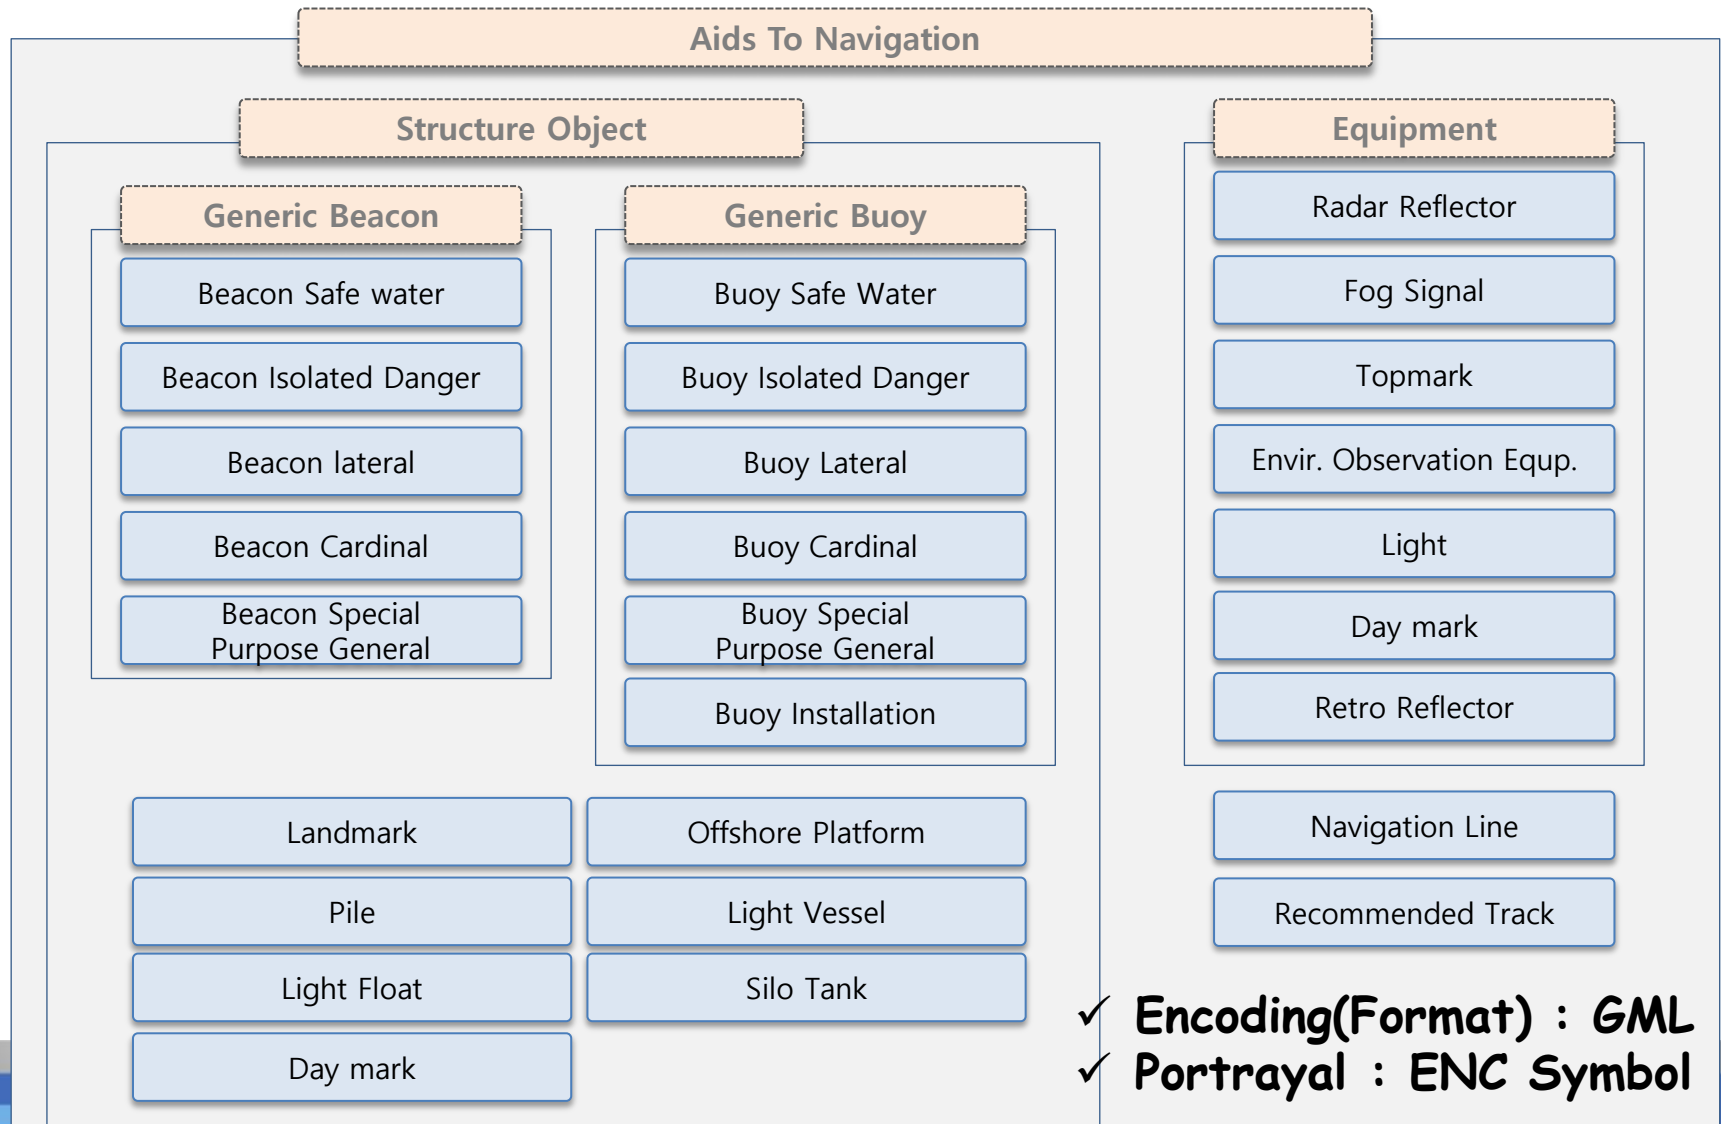 Aids To Navigation
Structure Object
Equipment
Generic Beacon
Generic Buoy
Beacon Safe water
Beacon Isolated Danger
Beacon lateral
Beacon Cardinal
Beacon Special
Purpose General
Buoy Safe Water
Buoy Isolated Danger
Buoy Lateral
Buoy Cardinal
Buoy Special
Purpose General
Buoy Installation
Landmark
Offshore Platform
Pile
Light Vessel
Light Float
Silo Tank
Day mark
Radar Reflector
Fog Signal
Topmark
Envir. Observation Equp.
Light
Day mark
Retro Reflector
Navigation Line
Recommended Track
✓ Encoding(Format) : GML
✓ Portrayal : ENC Symbol